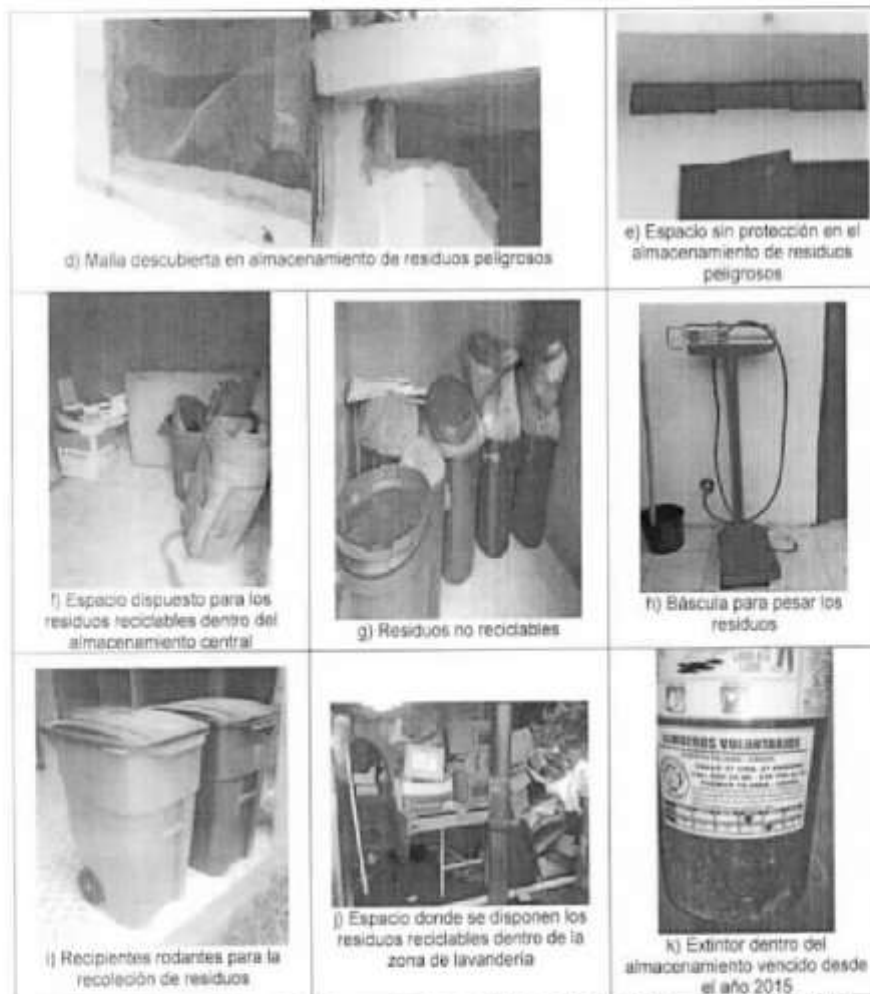 d) Malla descubierta en almacenamiento de residuos peligrosos
e) Espacio sin protección en el
almacenamiento de residuos
peligrosos
f) Espacio dispuesto para los
residuos reciclables dentro del
almacenamiento central
g) Residuos no reciclables
h) Báscula para pesar los
residuos
BOMBEROS VOLUNTARIOS
i) Recipientes rodantes para la
recoleción de residuos
j) Espacio donde se disponen los
residuos reciclables dentro de la
zona de lavandería
k) Extintor dentro del
almacenamiento vencido desde
el año 2015